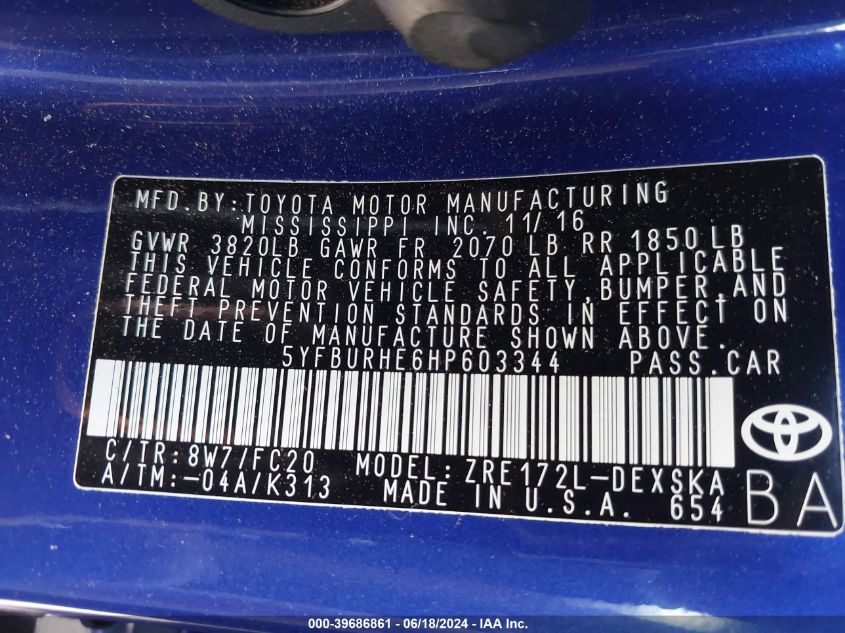 MFD. BY: TOYOTA MOTOR MANUFACTURING
MISSISSIPPI INC. 11/16
GVWR 3820LB GAWR FR 2070 LB RR 1850LB
THIS VEHICLE CONFORMS TO ALL APPLICABLE
FEDERAL MOTOR VEHICLE SAFETY, BUMPER, AND
THEFT PREVENTION STANDARDS IN EFFECT ON
THE DATE OF MANUFACTURE SHOWN ABOVE.
5YFBURHE6HP603344 PASS.CAR
C/TR: 8W7/FC20 MODEL: ZRE172L-DEXSKA
A/TM: -04A/K313 MADE IN U.S.A. 654
BA
000-39686861 / 06/18/2024 - IAA Inc.